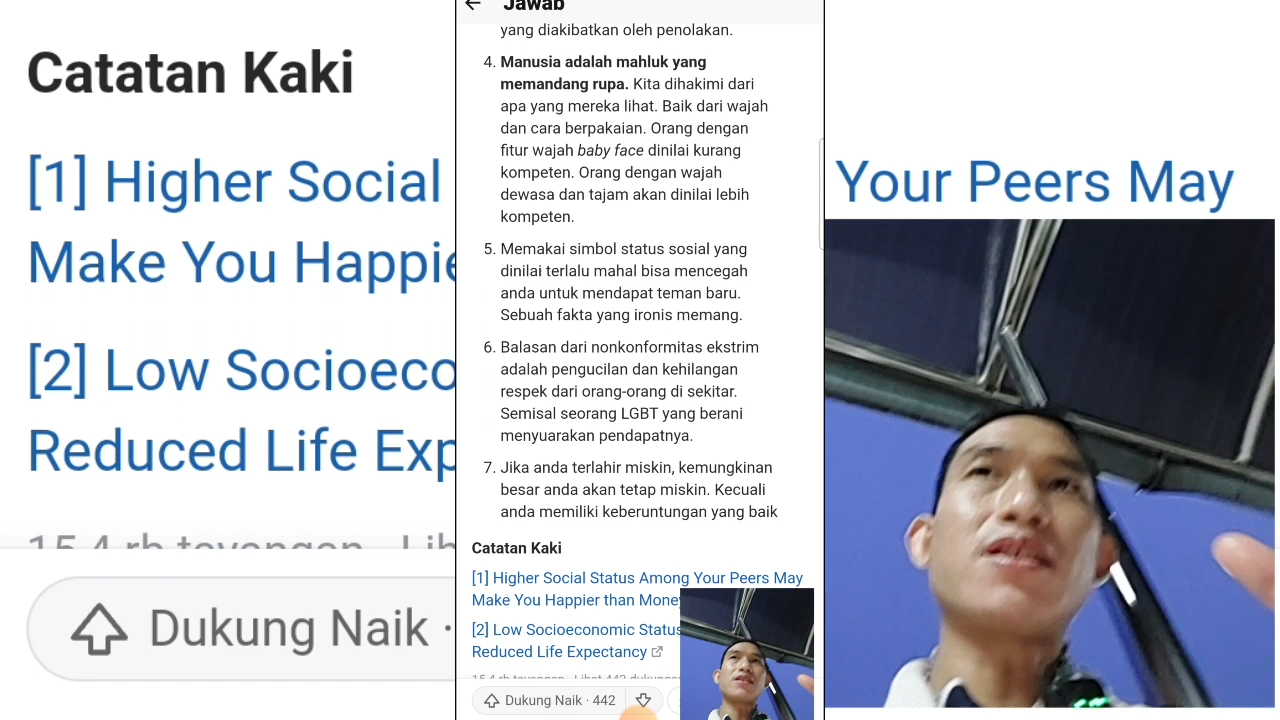 Catatan Kaki
[1] Higher Social
Make You Happie
[2] Low Socioeco
Reduced Life Exp
Dukung Naik ·
Jawab
yang diakibatkan oleh penolakan.
4. Manusia adalah mahluk yang
memandang rupa. Kita dihakimi dari
apa yang mereka lihat. Baik dari wajah
dan cara berpakaian. Orang dengan
fitur wajah baby face dinilai kurang
kompeten. Orang dengan wajah
dewasa dan tajam akan dinilai lebih
kompeten.
5. Memakai simbol status sosial yang
dinilai terlalu mahal bisa mencegah
anda untuk mendapat teman baru.
Sebuah fakta yang ironis memang.
6. Balasan dari nonkonformitas ekstrim
adalah pengucilan dan kehilangan
respek dari orang-orang di sekitar.
Semisal seorang LGBT yang berani
menyuarakan pendapatnya.
7. Jika anda terlahir miskin, kemungkinan
besar anda akan tetap miskin. Kecuali
anda memiliki keberuntungan yang baik
Catatan Kaki
[1] Higher Social Status Among Your Peers May
Make You Happier than Money
[2] Low Socioeconomic Status
Reduced Life Expectancy
Dukung Naik · 442
Your Peers May